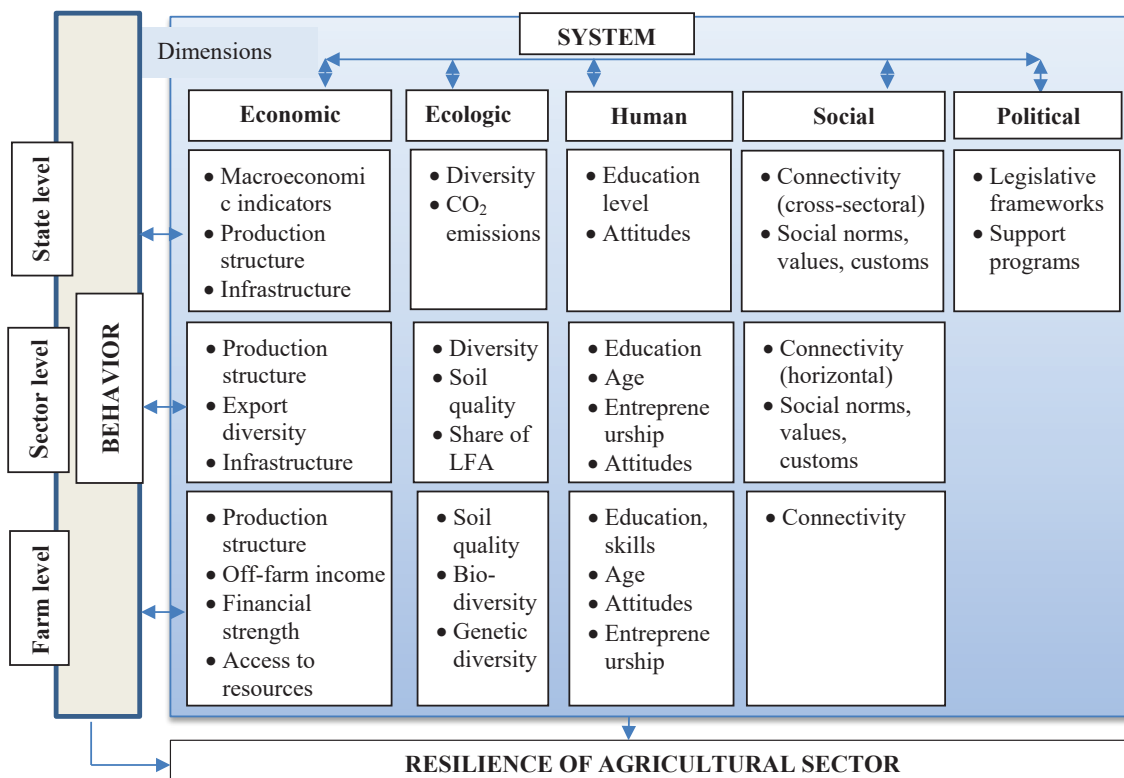 SYSTEM
Dimensions
Economic
Ecologic
Human
Social
Political
State level
• Macroeconomi
c indicators
• Production
structure
• Infrastructure
• Diversity
• CO₂
emissions
• Education
level
• Attitudes
• Connectivity
(cross-sectoral)
• Social norms,
values, customs
• Legislative
frameworks
• Support
programs
BEHAVIOR
Sector level
• Production
structure
• Export
diversity
• Infrastructure
• Diversity
• Soil
quality
• Share of
LFA
• Education
• Age
• Entreprene
urship
• Attitudes
• Connectivity
(horizontal)
• Social norms,
values,
customs
Farm level
• Production
structure
• Off-farm income
• Financial
strength
• Access to
resources
• Soil
quality
• Bio-
diversity
• Genetic
diversity
• Education,
skills
• Age
• Attitudes
• Entreprene
urship
• Connectivity
RESILIENCE OF AGRICULTURAL SECTOR